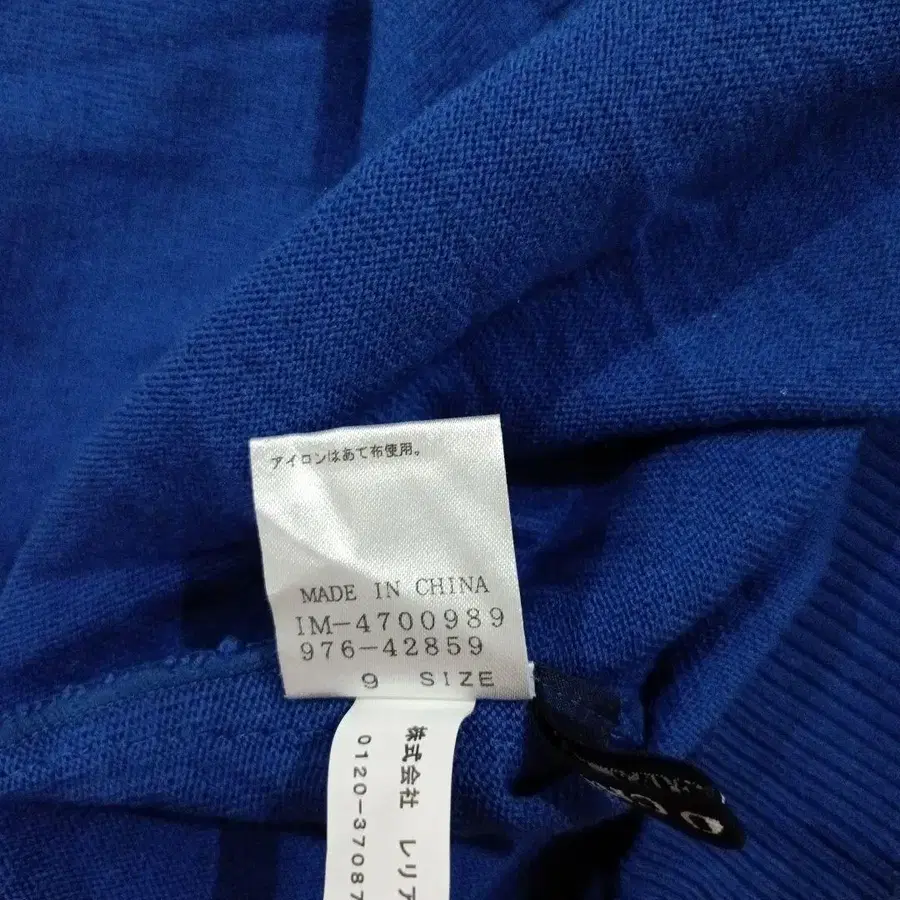 アイロンはあて布使用。
MADE IN CHINA
IM-4700989
976-42859
9 SIZE
株式会社 レリア
0120-37087